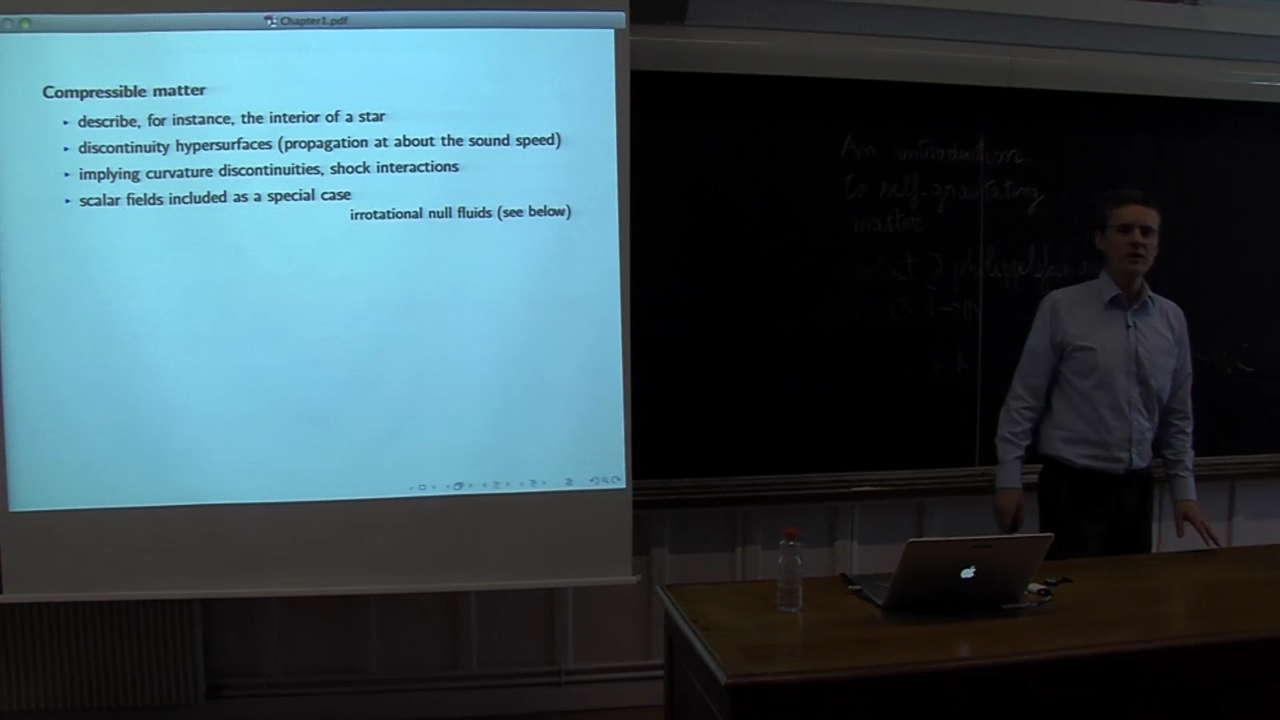 Chapter1.pdf
Compressible matter
describe, for instance, the interior of a star
discontinuity hypersurfaces (propagation at about the sound speed)
implying curvature discontinuities, shock interactions
scalar fields included as a special case
irrotational null fluids (see below)
An introduction
to self-gravitating
matter